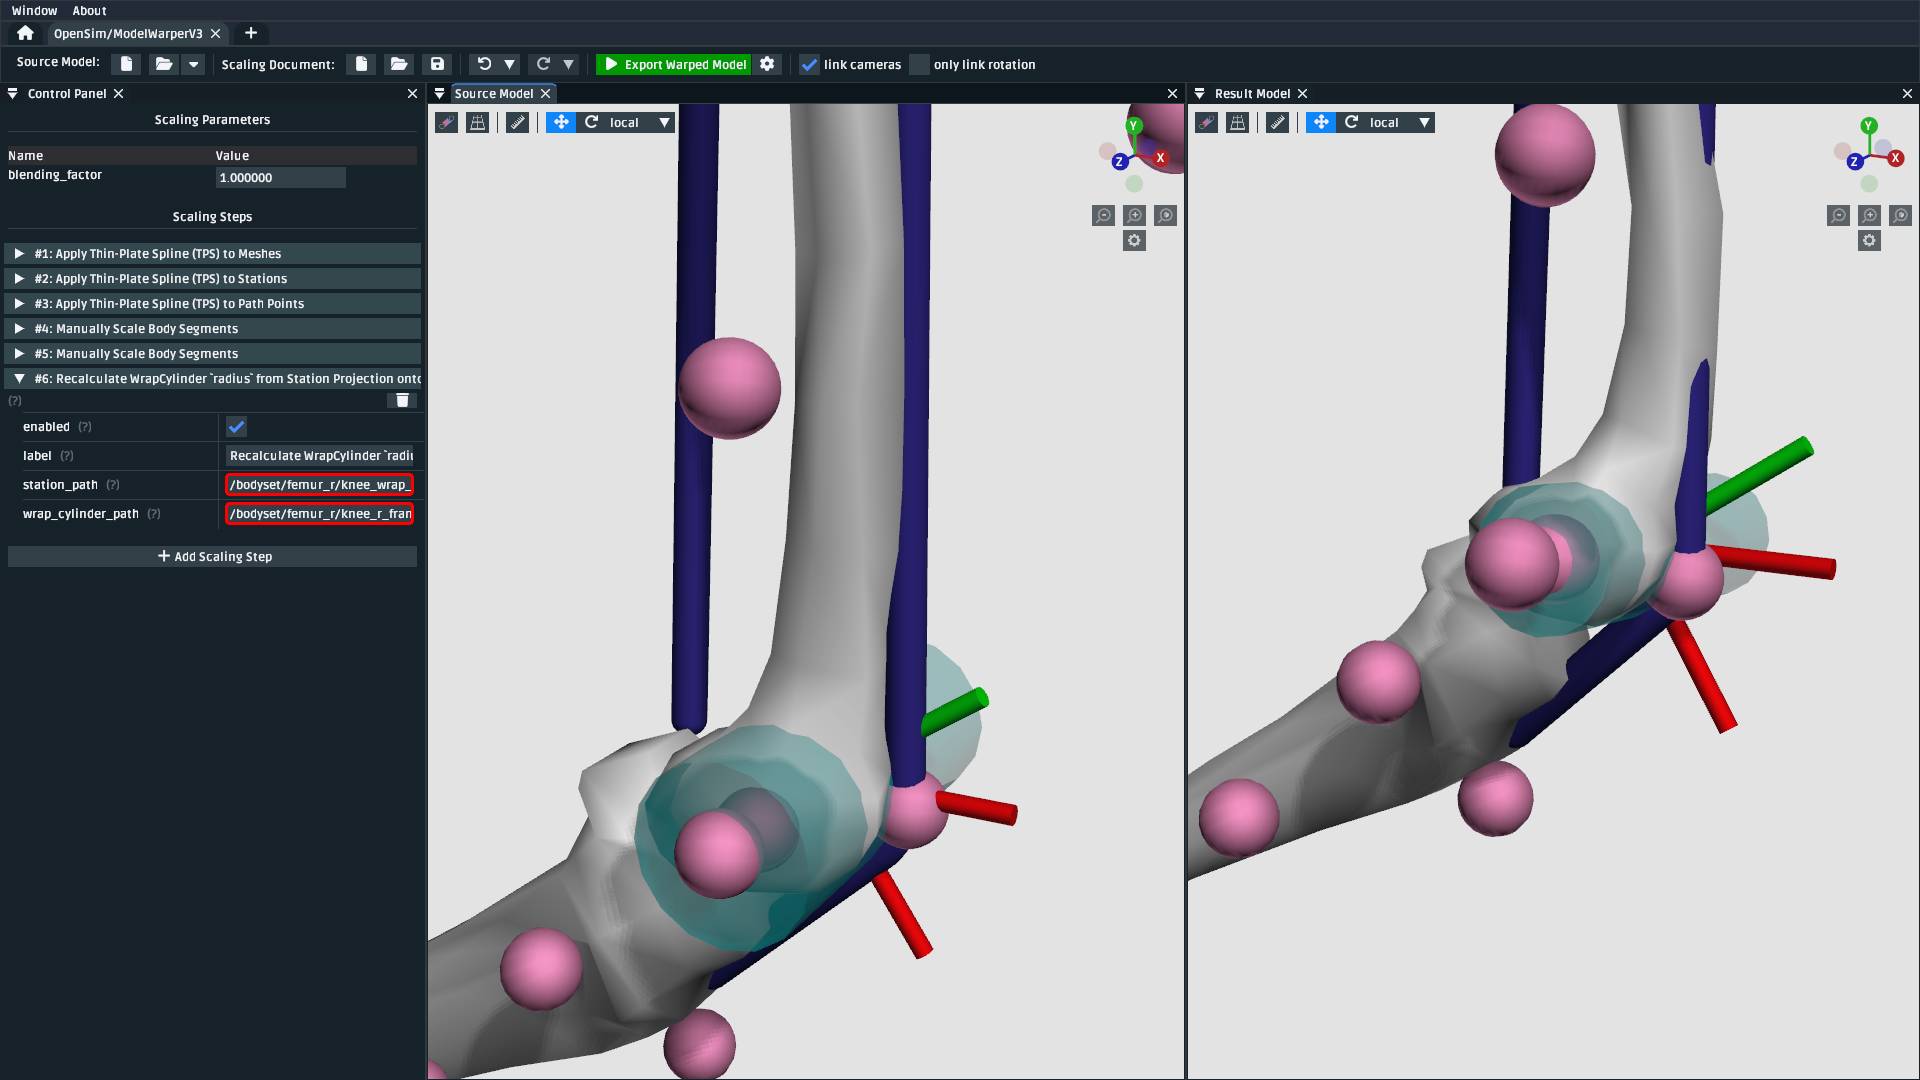 Window About
OpenSim/ModelWarperV3
Source Model: Scaling Document: Export Warped Model link cameras only link rotation
Control Panel
Scaling Parameters
Name Value
blending_factor 1.000000
Scaling Steps
#1: Apply Thin-Plate Spline (TPS) to Meshes
#2: Apply Thin-Plate Spline (TPS) to Stations
#3: Apply Thin-Plate Spline (TPS) to Path Points
#4: Manually Scale Body Segments
#5: Manually Scale Body Segments
#6: Recalculate WrapCylinder `radius` from Station Projection onto
(?)
enabled (?)
label (?) Recalculate WrapCylinder `radiu
station_path (?) /bodyset/femur_r/knee_wrap_
wrap_cylinder_path (?) /bodyset/femur_r/knee_r_fran
+ Add Scaling Step
Source Model
local
Y
Z X
Result Model
local
Y
Z X